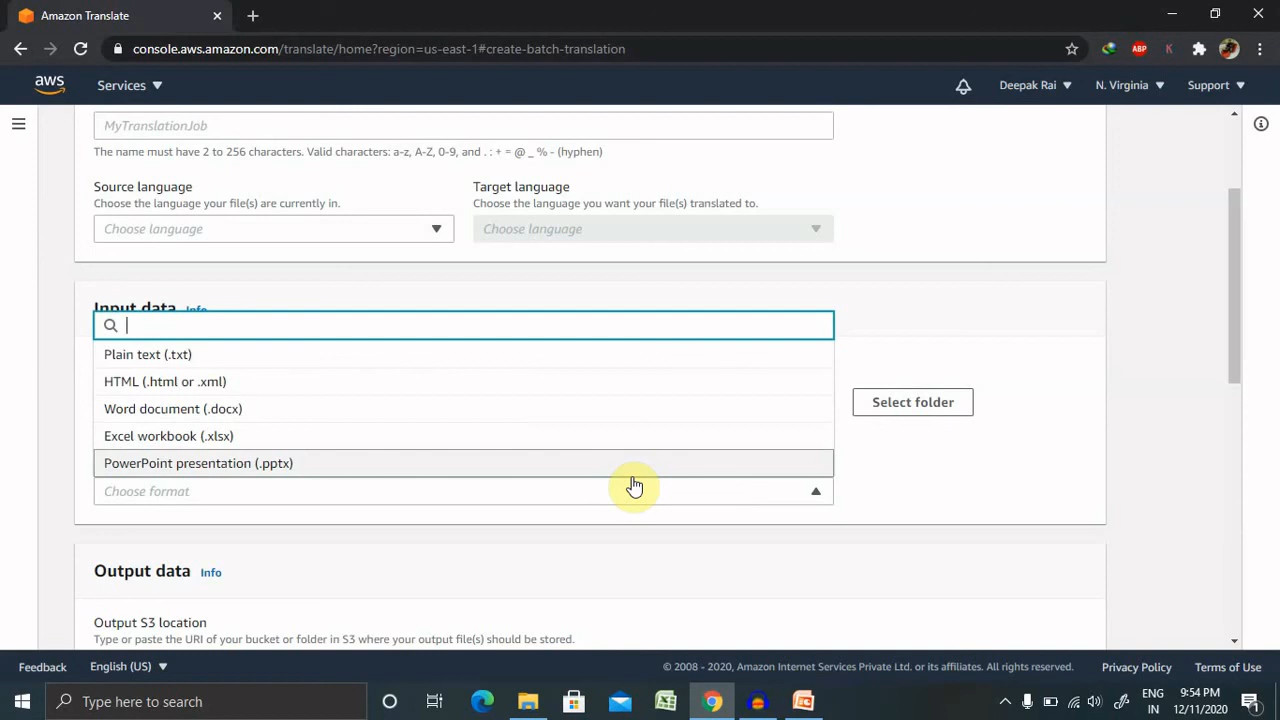 Amazon Translate
console.aws.amazon.com/translate/home?region=us-east-1#create-batch-translation
ABP
K
aws
Services
Deepak Rai
N. Virginia
Support
MyTranslationJob
The name must have 2 to 256 characters. Valid characters: a-z, A-Z, 0-9, and . : + = @ _ % - (hyphen)
Source language
Target language
Choose the language your file(s) are currently in.
Choose the language you want your file(s) translated to.
Choose language
Choose language
Input data Info
Plain text (.txt)
HTML (.html or .xml)
Word document (.docx)
Select folder
Excel workbook (.xlsx)
PowerPoint presentation (.pptx)
Choose format
Output data Info
Output S3 location
Type or paste the URI of your bucket or folder in S3 where your output file(s) should be stored.
Feedback
English (US)
© 2008 - 2020, Amazon Internet Services Private Ltd. or its affiliates. All rights reserved.
Privacy Policy
Terms of Use
Type here to search
ENG
IN
9:54 PM
12/11/2020
1